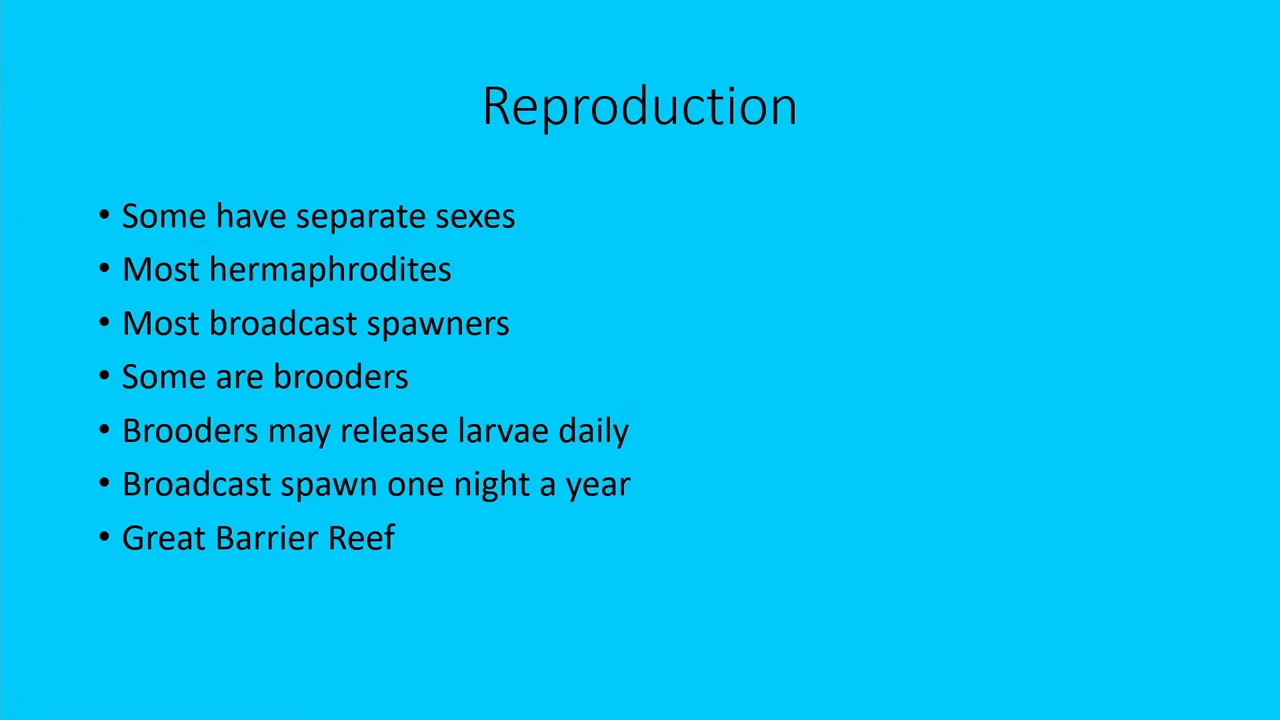 Reproduction
• Some have separate sexes
• Most hermaphrodites
• Most broadcast spawners
• Some are brooders
• Brooders may release larvae daily
• Broadcast spawn one night a year
• Great Barrier Reef